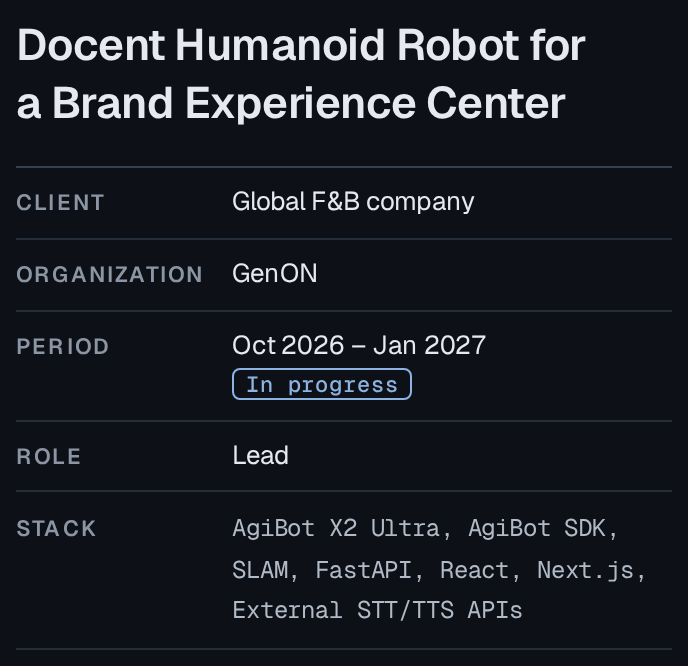 Docent Humanoid Robot for
a Brand Experience Center
CLIENT Global F&B company
ORGANIZATION GenON
PERIOD Oct 2026 – Jan 2027
In progress
ROLE Lead
STACK AgiBot X2 Ultra, AgiBot SDK,
SLAM, FastAPI, React, Next.js,
External STT/TTS APIs